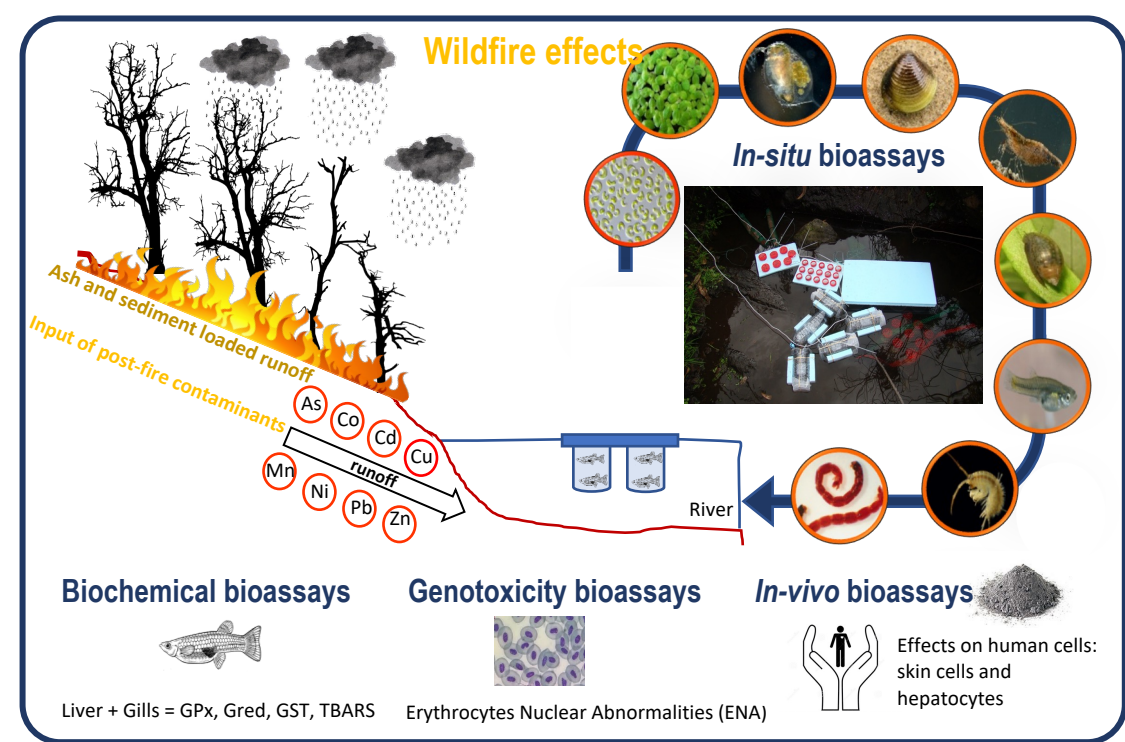 Wildfire effects
In-situ bioassays
Ash and sediment loaded runoff
Input of post-fire contaminants
As
Co
Cd
Cu
runoff
Mn
Ni
Pb
Zn
River
Biochemical bioassays
Liver + Gills = GPx, Gred, GST, TBARS
Genotoxicity bioassays
Erythrocytes Nuclear Abnormalities (ENA)
In-vivo bioassays
Effects on human cells:
skin cells and
hepatocytes